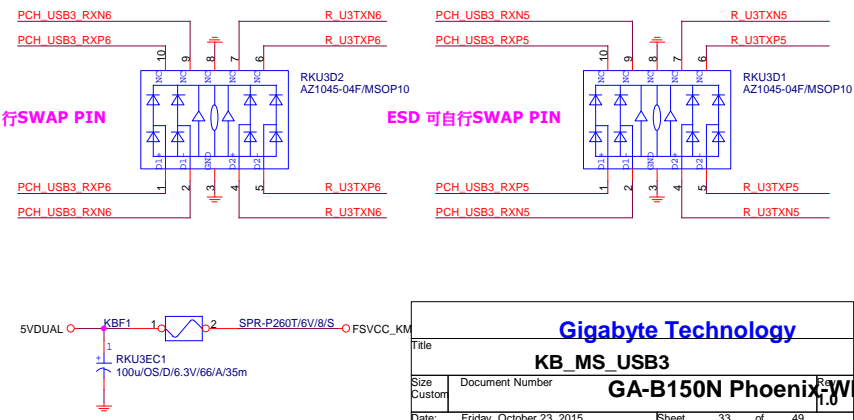 PCH_USB3_RXN6 R_U3TXN6 PCH_USB3_RXN5 R_U3TXN5
PCH_USB3_RXP6 R_U3TXP6 PCH_USB3_RXP5 R_U3TXP5
10 9 8 7 6 10 9 8 7 6
NC NC NC NC NC NC
RKU3D2 RKU3D1
AZ1045-04F/MSOP10 AZ1045-04F/MSOP10
行SWAP PIN ESD 可自行SWAP PIN
D1+ D1- GND D2+ D2- D1+ D1- GND D2+ D2-
1 2 3 4 5 1 2 3 4 5
PCH_USB3_RXP6 R_U3TXP6 PCH_USB3_RXP5 R_U3TXP5
PCH_USB3_RXN6 R_U3TXN6 PCH_USB3_RXN5 R_U3TXN5
5VDUAL KBF1 1 2 SPR-P260T/6V/8/S FSVCC_KM
1
+ RKU3EC1
100u/OS/D/6.3V/66/A/35m
Gigabyte Technology
Title
KB_MS_USB3
Size Document Number Rev
Custom GA-B150N Phoenix-WI 1.0
Date: Friday, October 23, 2015 Sheet 33 of 49